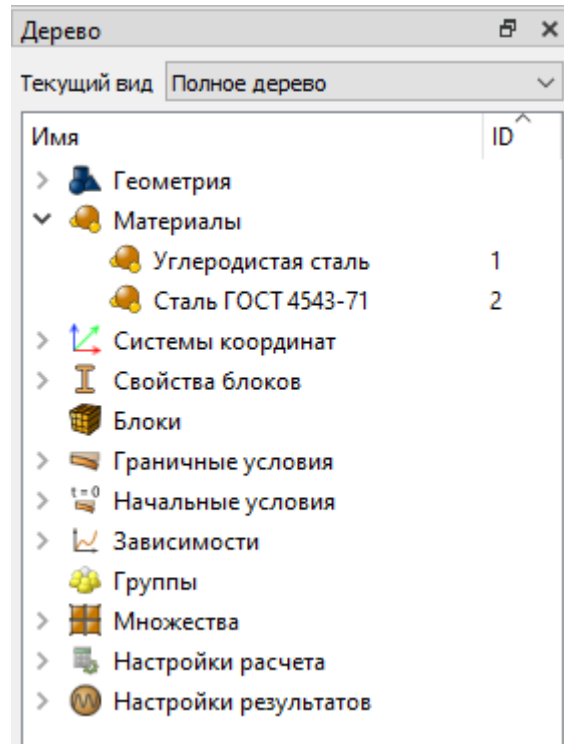 Дерево
Текущий вид Полное дерево
Имя ID
Геометрия
Материалы
Углеродистая сталь 1
Сталь ГОСТ 4543-71 2
Системы координат
Свойства блоков
Блоки
Граничные условия
t = 0 Начальные условия
Зависимости
Группы
Множества
Настройки расчета
Настройки результатов